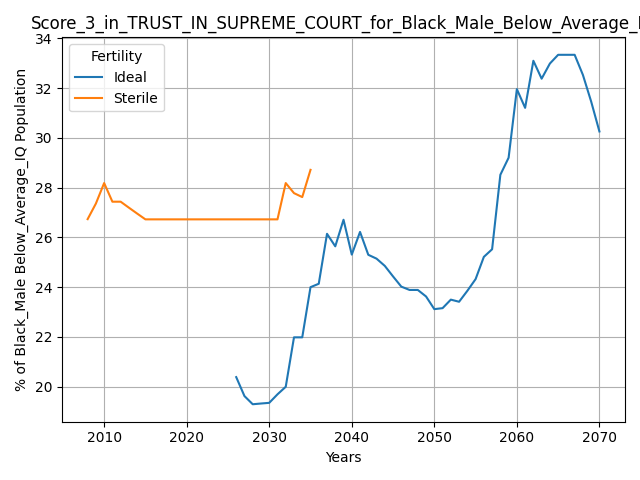 Score_3_in_TRUST_IN_SUPREME_COURT_for_Black_Male_Below_Average_
Fertility
Ideal
Sterile
% of Black_Male Below_Average_IQ Population
34
32
30
28
26
24
22
20
2010 2020 2030 2040 2050 2060 2070
Years